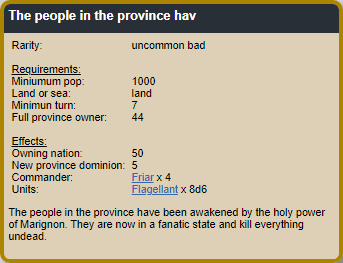 The people in the province hav
Rarity: uncommon bad
Requirements:
Miniumum pop: 1000
Land or sea: land
Minimun turn: 7
Full province owner: 44
Effects:
Owning nation: 50
New province dominion: 5
Commander: Friar x 4
Units: Flagellant x 8d6
The people in the province have been awakened by the holy power
of Marignon. They are now in a fanatic state and kill everything
undead.